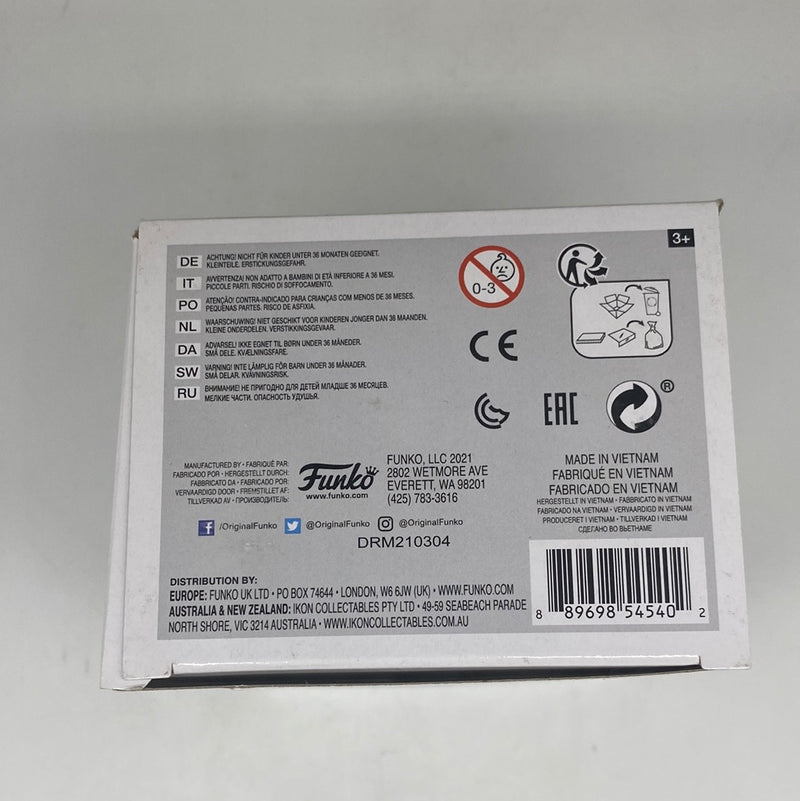 3+
DE ACHTUNG! NICHT FÜR KINDER UNTER 36 MONATEN GEEIGNET.
KLEINTEILE. ERSTICKUNGSGEFAHR.
IT AVVERTENZA! NON ADATTO A BAMBINI DI ETÀ INFERIORE A 36 MESI.
PICCOLE PARTI. RISCHIO DI SOFFOCAMENTO.
PO ATENÇÃO! CONTRA-INDICADO PARA CRIANÇAS COM MENOS DE 36 MESES.
PEQUENAS PARTES. RISCO DE ASFIXIA.
NL WAARSCHUWING! NIET GESCHIKT VOOR KINDEREN JONGER DAN 36 MAANDEN.
KLEINE ONDERDELEN. VERSTIKKINGSGEVAAR.
DA ADVARSEL! IKKE EGNET TIL BØRN UNDER 36 MÅNEDER.
SMÅ DELE. KVÆLNINGSFARE.
SW VARNING! INTE LÄMPLIG FÖR BARN UNDER 36 MÅNADER.
SMÅ DELAR. KVÄVNINGSRISK.
RU ВНИМАНИЕ! НЕ ПРИГОДНО ДЛЯ ДЕТЕЙ МЛАДШЕ 36 МЕСЯЦЕВ.
МЕЛКИЕ ЧАСТИ. ОПАСНОСТЬ УДУШЬЯ.
0-3
CE
EAC
®
MANUFACTURED BY • FABRIQUÉ PAR:
FABRICADO POR • HERGESTELLT DURCH:
FABBRICATO DA • FABRICADO POR:
VERVAARDIGD DOOR • FREMSTILLET AF:
TILLVERKAD AV • ПРОИЗВОДИТЕЛЬ:
Funko
www.funko.com
FUNKO, LLC 2021
2802 WETMORE AVE
EVERETT, WA 98201
(425) 783-3616
MADE IN VIETNAM
FABRIQUÉ EN VIETNAM
FABRICADO EN VIETNAM
HERGESTELLT IN VIETNAM • FABBRICATO IN VIETNAM
FABRICADO NA VIETNAM • VERVAARDIGD IN VIETNAM
PRODUCERET I VIETNAM • TILLVERKAD I VIETNAM
СДЕЛАНО ВО ВЬЕТНАМЕ
f /OriginalFunko @OriginalFunko @OriginalFunko
DRM210304
DISTRIBUTION BY:
EUROPE: FUNKO UK LTD • PO BOX 74644 • LONDON, W6 6JW (UK) • WWW.FUNKO.COM
AUSTRALIA & NEW ZEALAND: IKON COLLECTABLES PTY LTD • 49-59 SEABEACH PARADE
NORTH SHORE, VIC 3214 AUSTRALIA • WWW.IKONCOLLECTABLES.COM.AU
8 89698 54540 2